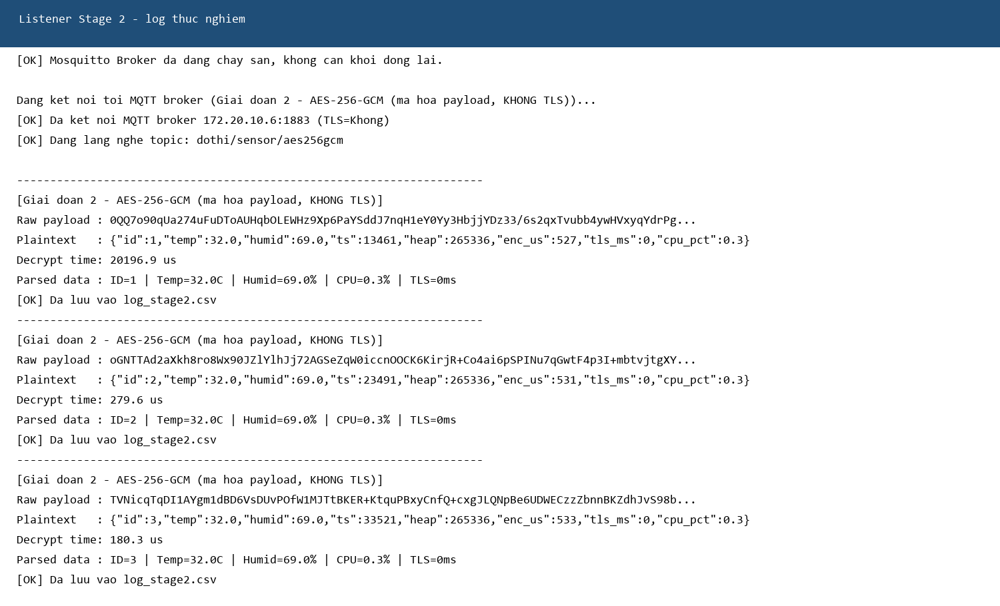 Listener Stage 2 - log thuc nghiem
[OK] Mosquitto Broker da dang chay san, khong can khoi dong lai.
Dang ket noi toi MQTT broker (Giai doan 2 - AES-256-GCM (ma hoa payload, KHONG TLS))...
[OK] Da ket noi MQTT broker 172.20.10.6:1883 (TLS=Khong)
[OK] Dang lang nghe topic: dothi/sensor/aes256gcm
----------------------------------------------------------------------
[Giai doan 2 - AES-256-GCM (ma hoa payload, KHONG TLS)]
Raw payload : 0QQ7o90qUa274uFuDToAUHqbOLEWHz9Xp6PaYSddJ7nqH1eY0Yy3HbjjYDz33/6s2qxTvubb4ywHVxyqYdrPg...
Plaintext   : {"id":1,"temp":32.0,"humid":69.0,"ts":13461,"heap":265336,"enc_us":527,"tls_ms":0,"cpu_pct":0.3}
Decrypt time: 20196.9 us
Parsed data : ID=1 | Temp=32.0C | Humid=69.0% | CPU=0.3% | TLS=0ms
[OK] Da luu vao log_stage2.csv
----------------------------------------------------------------------
[Giai doan 2 - AES-256-GCM (ma hoa payload, KHONG TLS)]
Raw payload : oGNTTAd2aXkh8ro8Wx90JZlYlhJj72AGSeZqW0iccnOOCK6KirjR+Co4ai6pSPINu7qGwtF4p3I+mbtvjtgXY...
Plaintext   : {"id":2,"temp":32.0,"humid":69.0,"ts":23491,"heap":265336,"enc_us":531,"tls_ms":0,"cpu_pct":0.3}
Decrypt time: 279.6 us
Parsed data : ID=2 | Temp=32.0C | Humid=69.0% | CPU=0.3% | TLS=0ms
[OK] Da luu vao log_stage2.csv
----------------------------------------------------------------------
[Giai doan 2 - AES-256-GCM (ma hoa payload, KHONG TLS)]
Raw payload : TVNicqTqDI1AYgm1dBD6VsDUvPOfW1MJTtBKER+KtquPBxyCnfQ+cxgJLQNpBe6UDWECzzZbnnBKZdhJvS98b...
Plaintext   : {"id":3,"temp":32.0,"humid":69.0,"ts":33521,"heap":265336,"enc_us":533,"tls_ms":0,"cpu_pct":0.3}
Decrypt time: 180.3 us
Parsed data : ID=3 | Temp=32.0C | Humid=69.0% | CPU=0.3% | TLS=0ms
[OK] Da luu vao log_stage2.csv